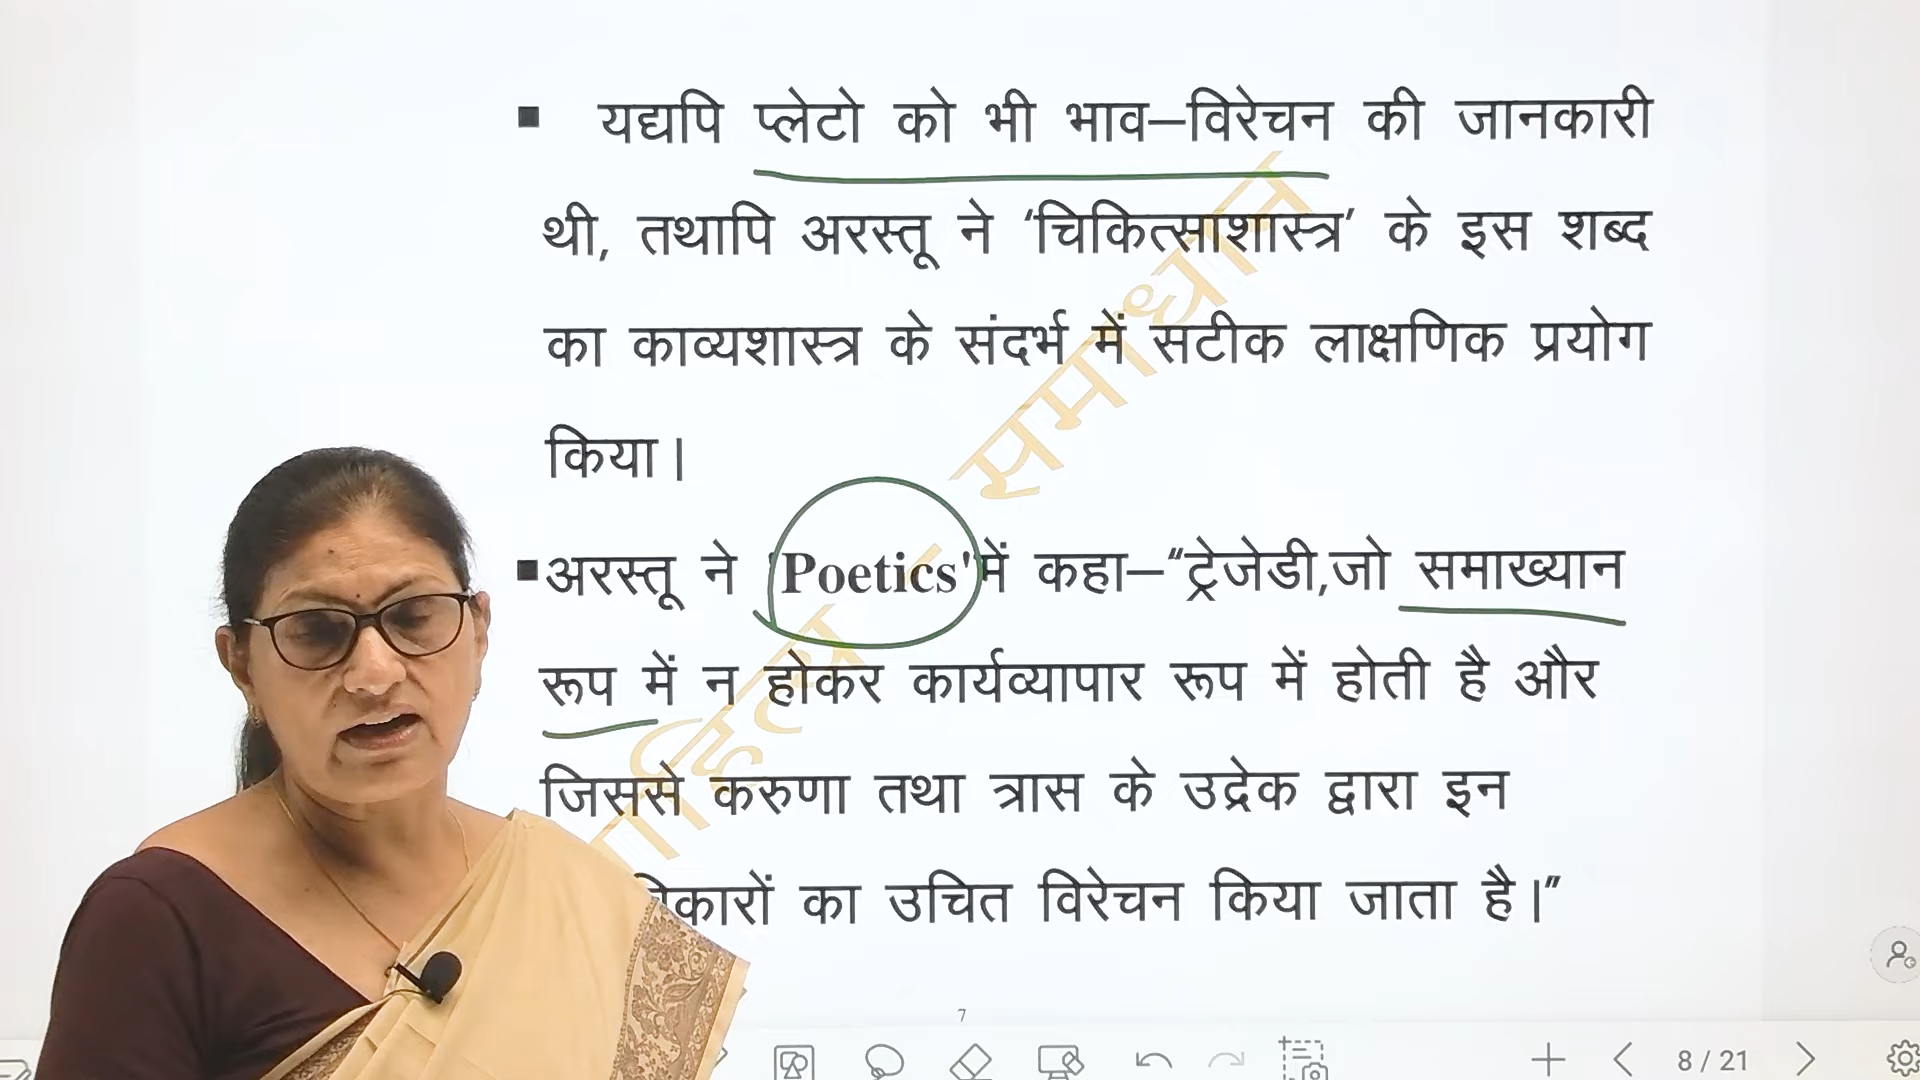 ▪ यद्यपि प्लेटो को भी भाव–विरेचन की जानकारी
थी, तथापि अरस्तू ने ‘चिकित्साशास्त्र’ के इस शब्द
का काव्यशास्त्र के संदर्भ में सटीक लाक्षणिक प्रयोग
किया।
▪अरस्तू ने 'Poetics'में कहा–“ट्रेजेडी,जो समाख्यान
रूप में न होकर कार्यव्यापार रूप में होती है और
जिससे करुणा तथा त्रास के उद्रेक द्वारा इन
का उचित विरेचन किया जाता है।”
साहित्य - समाधान
7
8 / 21